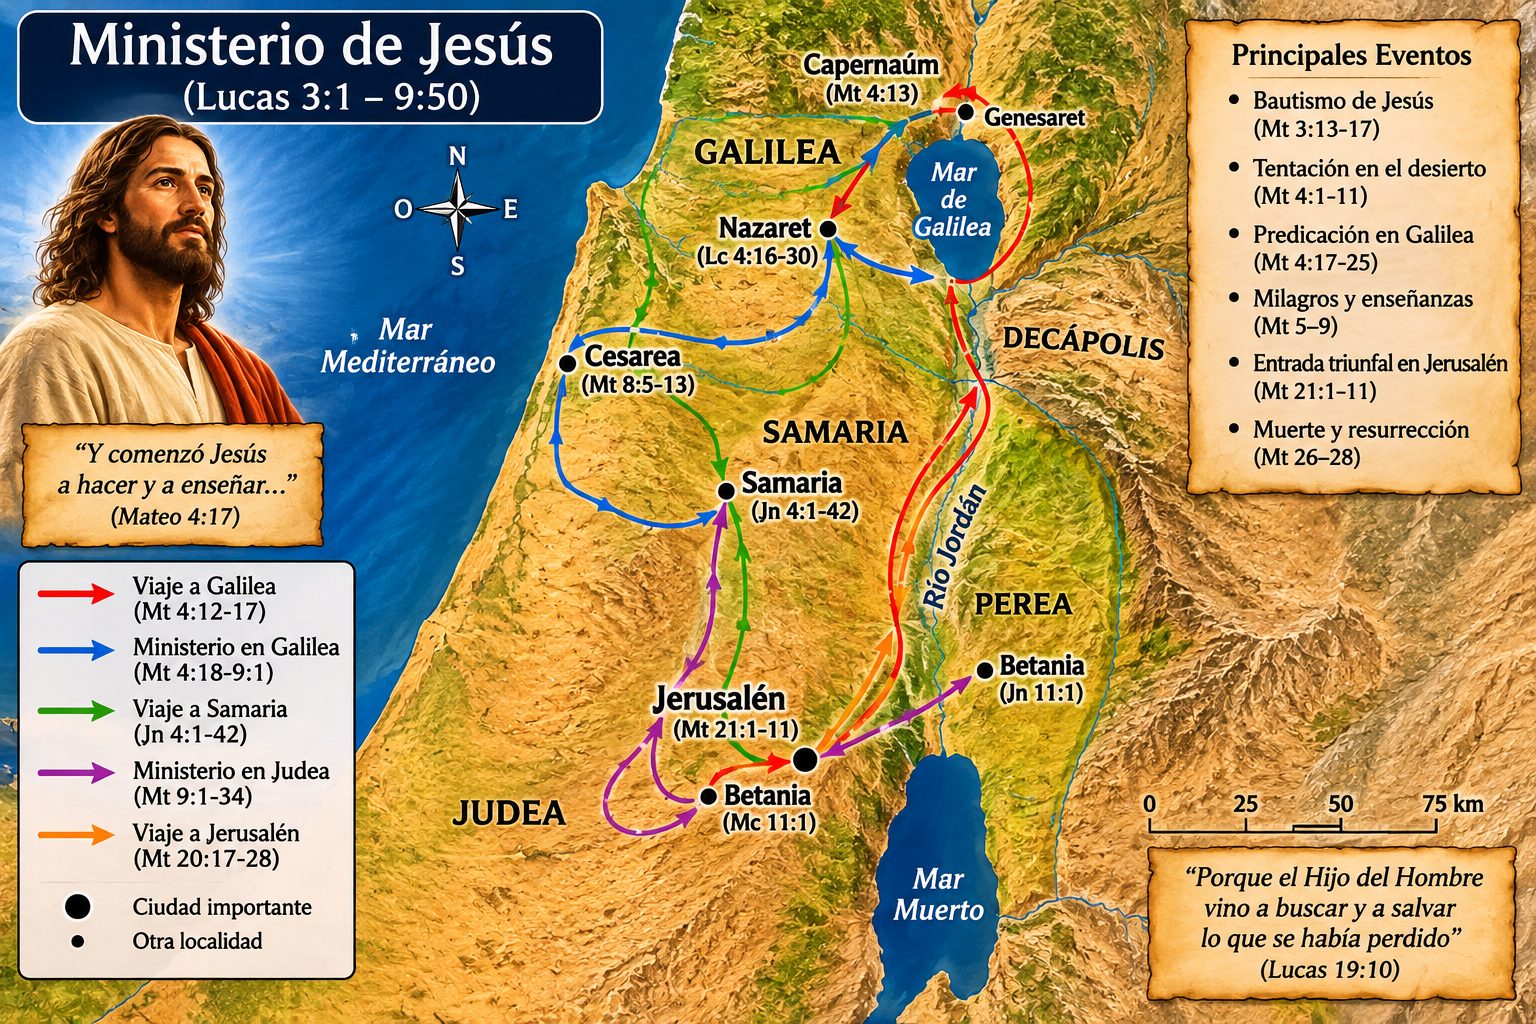 Ministerio de Jesús
(Lucas 3:1 – 9:50)
N
O
E
S
Mar
Mediterráneo
“Y comenzó Jesús
a hacer y a enseñar...”
(Mateo 4:17)
Viaje a Galilea
(Mt 4:12-17)
Ministerio en Galilea
(Mt 4:18-9:1)
Viaje a Samaria
(Jn 4:1-42)
Ministerio en Judea
(Mt 9:1-34)
Viaje a Jerusalén
(Mt 20:17-28)
Ciudad importante
Otra localidad
Capernaúm
(Mt 4:13)
Genesaret
GALILEA
Mar
de
Galilea
Nazaret
(Lc 4:16-30)
DECÁPOLIS
Cesarea
(Mt 8:5-13)
SAMARIA
Samaria
(Jn 4:1-42)
Río Jordán
PEREA
Betania
(Jn 11:1)
Jerusalén
(Mt 21:1-11)
Betania
(Mc 11:1)
JUDEA
Mar
Muerto
Principales Eventos
• Bautismo de Jesús
(Mt 3:13-17)
• Tentación en el desierto
(Mt 4:1-11)
• Predicación en Galilea
(Mt 4:17-25)
• Milagros y enseñanzas
(Mt 5–9)
• Entrada triunfal en Jerusalén
(Mt 21:1-11)
• Muerte y resurrección
(Mt 26–28)
0 25 50 75 km
“Porque el Hijo del Hombre
vino a buscar y a salvar
lo que se había perdido”
(Lucas 19:10)